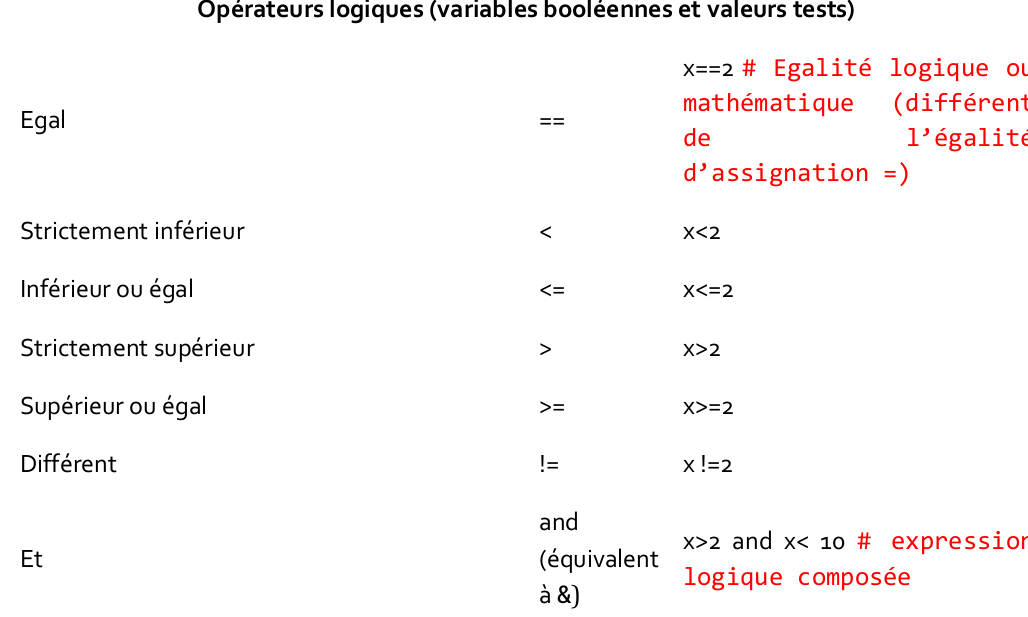 Opérateurs logiques (variables booléennes et valeurs tests)
Egal
==
x==2 # Egalité logique ou
mathématique (différent
de l’égalité
d’assignation =)
Strictement inférieur
<
x<2
Inférieur ou égal
<=
x<=2
Strictement supérieur
>
x>2
Supérieur ou égal
>=
x>=2
Différent
!=
x !=2
Et
and
(équivalent
à &)
x>2 and x< 10 # expression
logique composée